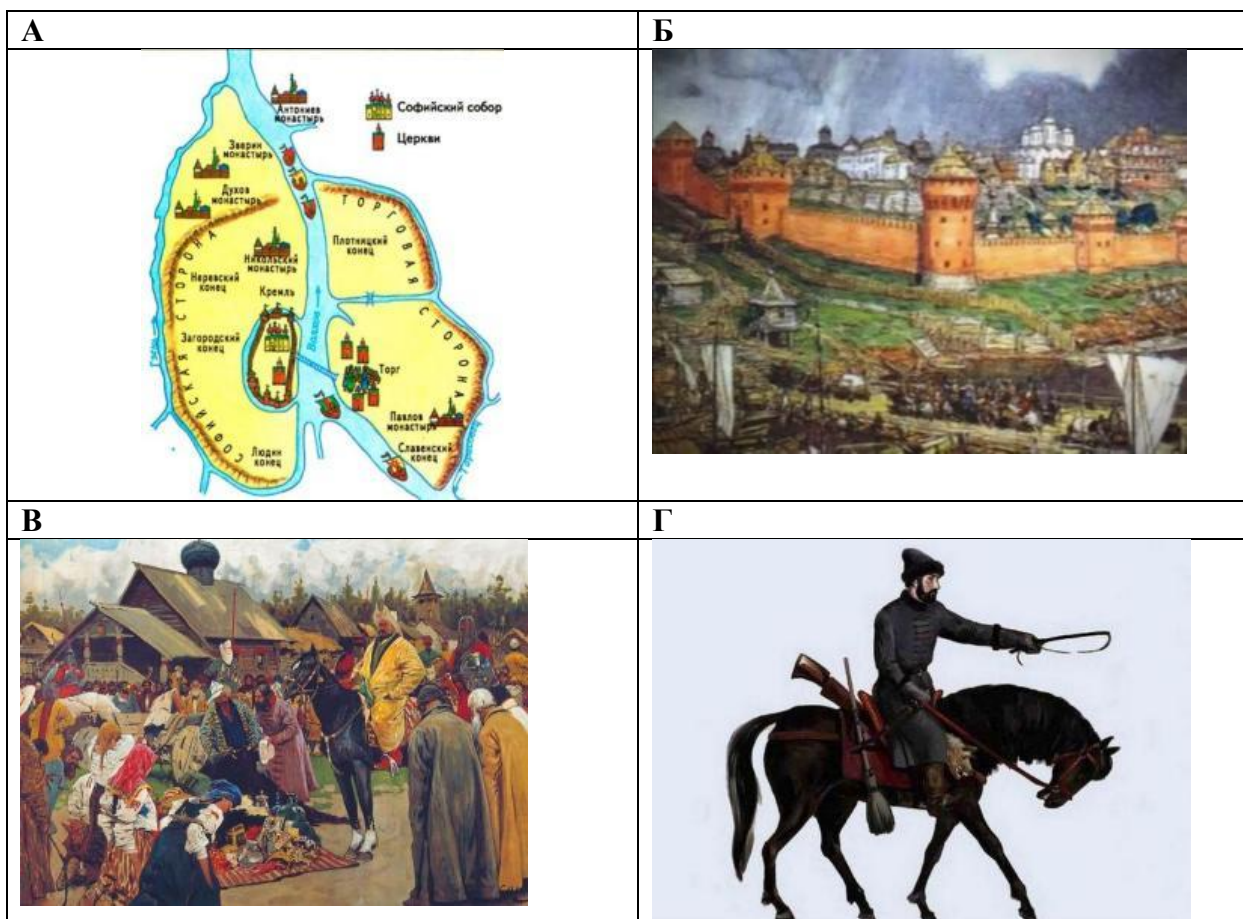 А
Б
Антониев
монастырь
Софийский собор
Церкви
Зверин
монастырь
Духов
монастырь
ТОРГОВАЯ
Плотницкий
конец
Никольский
монастырь
Неревский
конец
Кремль
СОФИЙСКАЯ СТОРОНА
Волхов
СТОРОНА
Загородский
конец
Торг
Павлов
монастырь
Славенский
конец
Людин
конец
В
Г